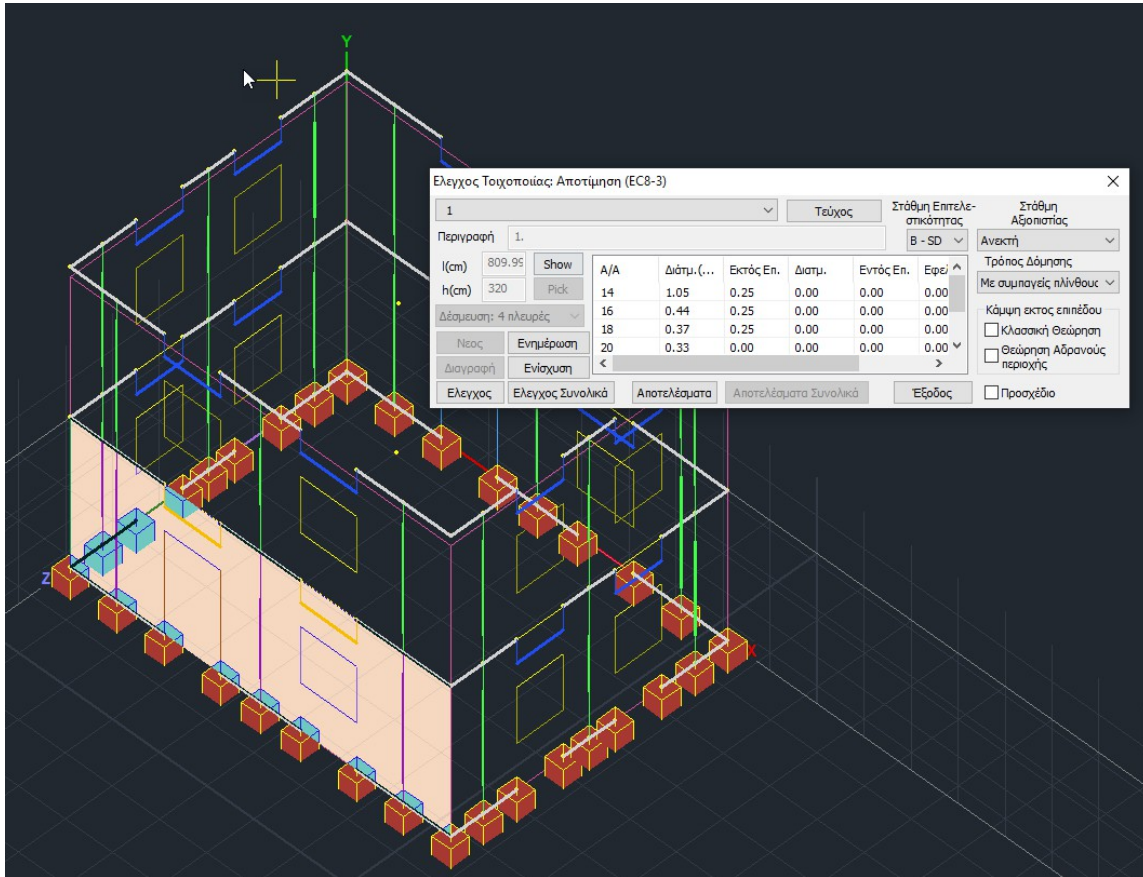 Y
Ελεγχος Τοιχοποιίας: Αποτίμηση (EC8-3)
1
Τεύχος
Στάθμη Επιτελε-
στικότητας
Στάθμη
Αξιοπιστίας
Περιγραφή 1.
B - SD
Ανεκτή
l(cm) 809.99 Show
Τρόπος Δόμησης
h(cm) 320 Pick
Με συμπαγείς πλίνθους
Δέσμευση: 4 πλευρές
Α/Α Διάτμ.(... Εκτός Επ. Διατμ. Εντός Επ. Εφελ
14 1.05 0.25 0.00 0.00 0.00
16 0.44 0.25 0.00 0.00 0.00
18 0.37 0.25 0.00 0.00 0.00
20 0.33 0.00 0.00 0.00 0.00
Κάμψη εκτος επιπέδου
Κλασσική Θεώρηση
Θεώρηση Αδρανούς
περιοχής
Νεος Ενημέρωση
Διαγραφή Ενίσχυση
Ελεγχος Ελεγχος Συνολικά Αποτελέσματα Αποτελέσματα Συνολικά Έξοδος Προσχέδιο
Z
X